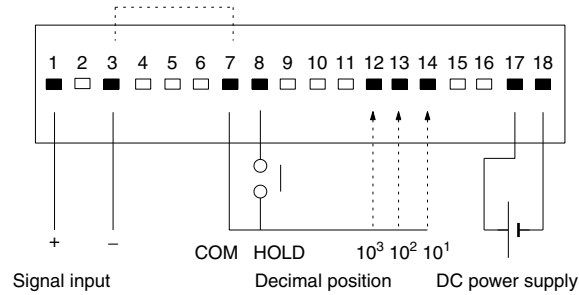 1 2 3 4 5 6 7 8 9 10 11 12 13 14 15 16 17 18
+ − COM HOLD 10³ 10² 10¹
Signal input Decimal position DC power supply